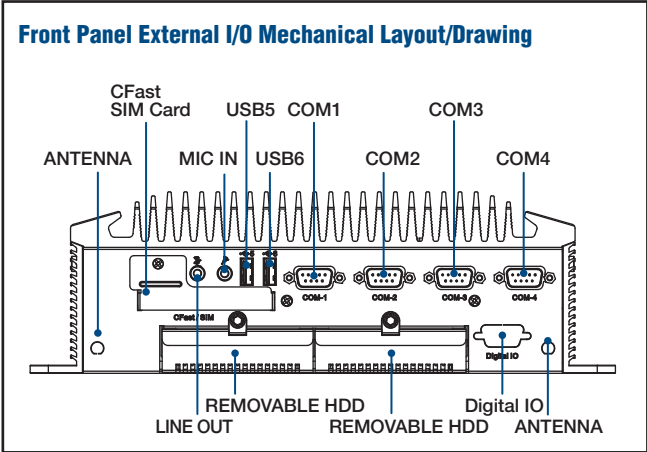 Front Panel External I/O Mechanical Layout/Drawing
CFast
SIM Card
USB5
COM1
COM3
ANTENNA
MIC IN
USB6
COM2
COM4
COM-1
COM-2
COM-3
COM-4
CFast / SIM
Digital IO
REMOVABLE HDD
Digital IO
LINE OUT
REMOVABLE HDD
ANTENNA